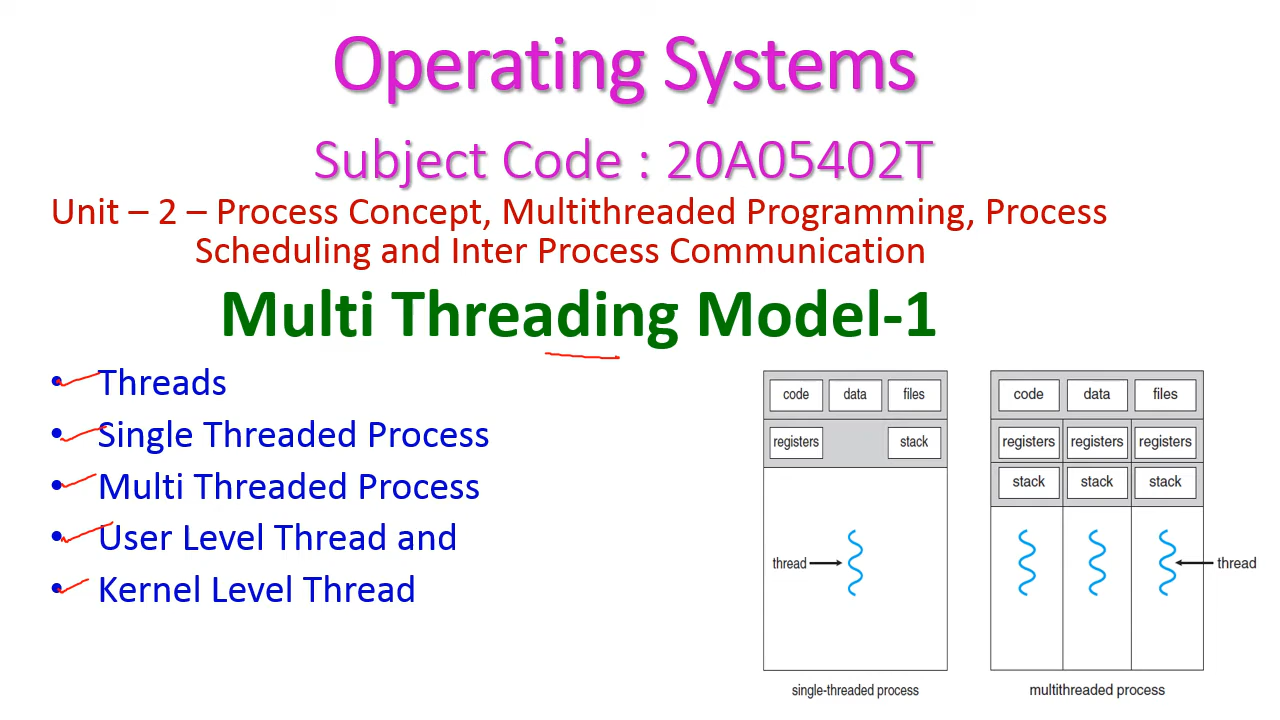 Operating Systems
Subject Code : 20A05402T
Unit – 2 – Process Concept, Multithreaded Programming, Process
Scheduling and Inter Process Communication
Multi Threading Model-1
• Threads
• Single Threaded Process
• Multi Threaded Process
• User Level Thread and
• Kernel Level Thread
code data files
registers stack
thread
single-threaded process
code data files
registers registers registers
stack stack stack
thread
multithreaded process